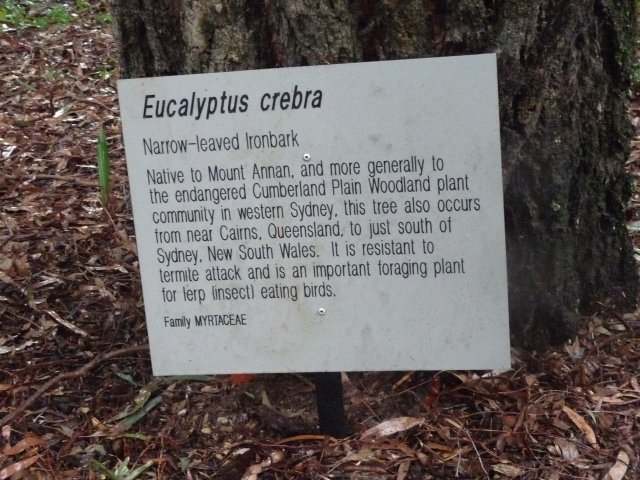 Eucalyptus crebra
Narrow-leaved Ironbark
Native to Mount Annan, and more generally to
the endangered Cumberland Plain Woodland plant
community in western Sydney, this tree also occurs
from near Cairns, Queensland, to just south of
Sydney, New South Wales. It is resistant to
termite attack and is an important foraging plant
for lerp (insect) eating birds.
Family MYRTACEAE